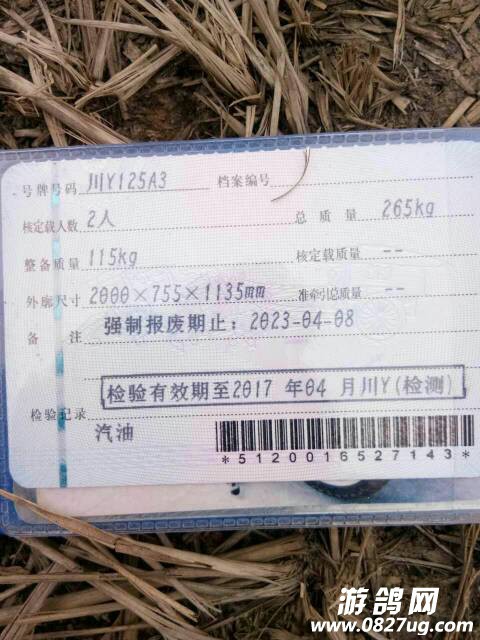 号牌号码 川Y125A3 档案编号
核定载人数 2人 总质量 265kg
整备质量 115kg 核定载质量 --
外廓尺寸 2000×755×1135mm 准牵引总质量 --
备注 强制报废期止：2023-04-08
检验有效期至2017 年04 月川Y(检测)
检验记录
汽油
*5120016527143*
游鸽网
www.0827ug.com